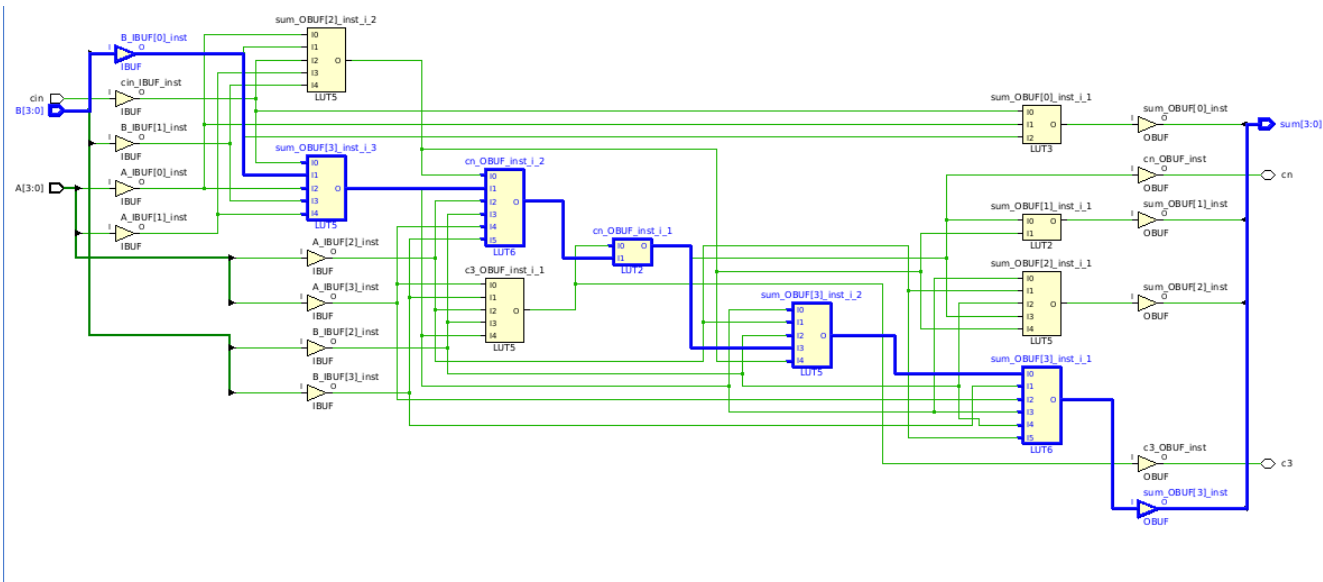 sum_OBUF[2]_inst_i_2
I0
I1
I2 O
I3
I4
LUT5
B_IBUF[0]_inst
I O
IBUF
cin
B[3:0]
cin_IBUF_inst
I O
IBUF
B_IBUF[1]_inst
I O
IBUF
A[3:0]
A_IBUF[0]_inst
I O
IBUF
A_IBUF[1]_inst
I O
IBUF
sum_OBUF[3]_inst_i_3
I0
I1
I2 O
I3
I4
LUT5
A_IBUF[2]_inst
I O
IBUF
A_IBUF[3]_inst
I O
IBUF
B_IBUF[2]_inst
I O
IBUF
B_IBUF[3]_inst
I O
IBUF
cn_OBUF_inst_i_2
I0
I1
I2 O
I3
I4
I5
LUT6
c3_OBUF_inst_i_1
I0
I1
I2 O
I3
I4
LUT5
cn_OBUF_inst_i_1
I0 O
I1
LUT2
sum_OBUF[3]_inst_i_2
I0
I1
I2 O
I3
I4
LUT5
sum_OBUF[0]_inst_i_1
I0
I1 O
I2
LUT3
sum_OBUF[1]_inst_i_1
I0 O
I1
LUT2
sum_OBUF[2]_inst_i_1
I0
I1
I2 O
I3
I4
LUT5
sum_OBUF[3]_inst_i_1
I0
I1
I2 O
I3
I4
I5
LUT6
sum_OBUF[0]_inst
I O
OBUF
sum[3:0]
cn_OBUF_inst
I O
OBUF
cn
sum_OBUF[1]_inst
I O
OBUF
sum_OBUF[2]_inst
I O
OBUF
c3_OBUF_inst
I O
OBUF
c3
sum_OBUF[3]_inst
I O
OBUF